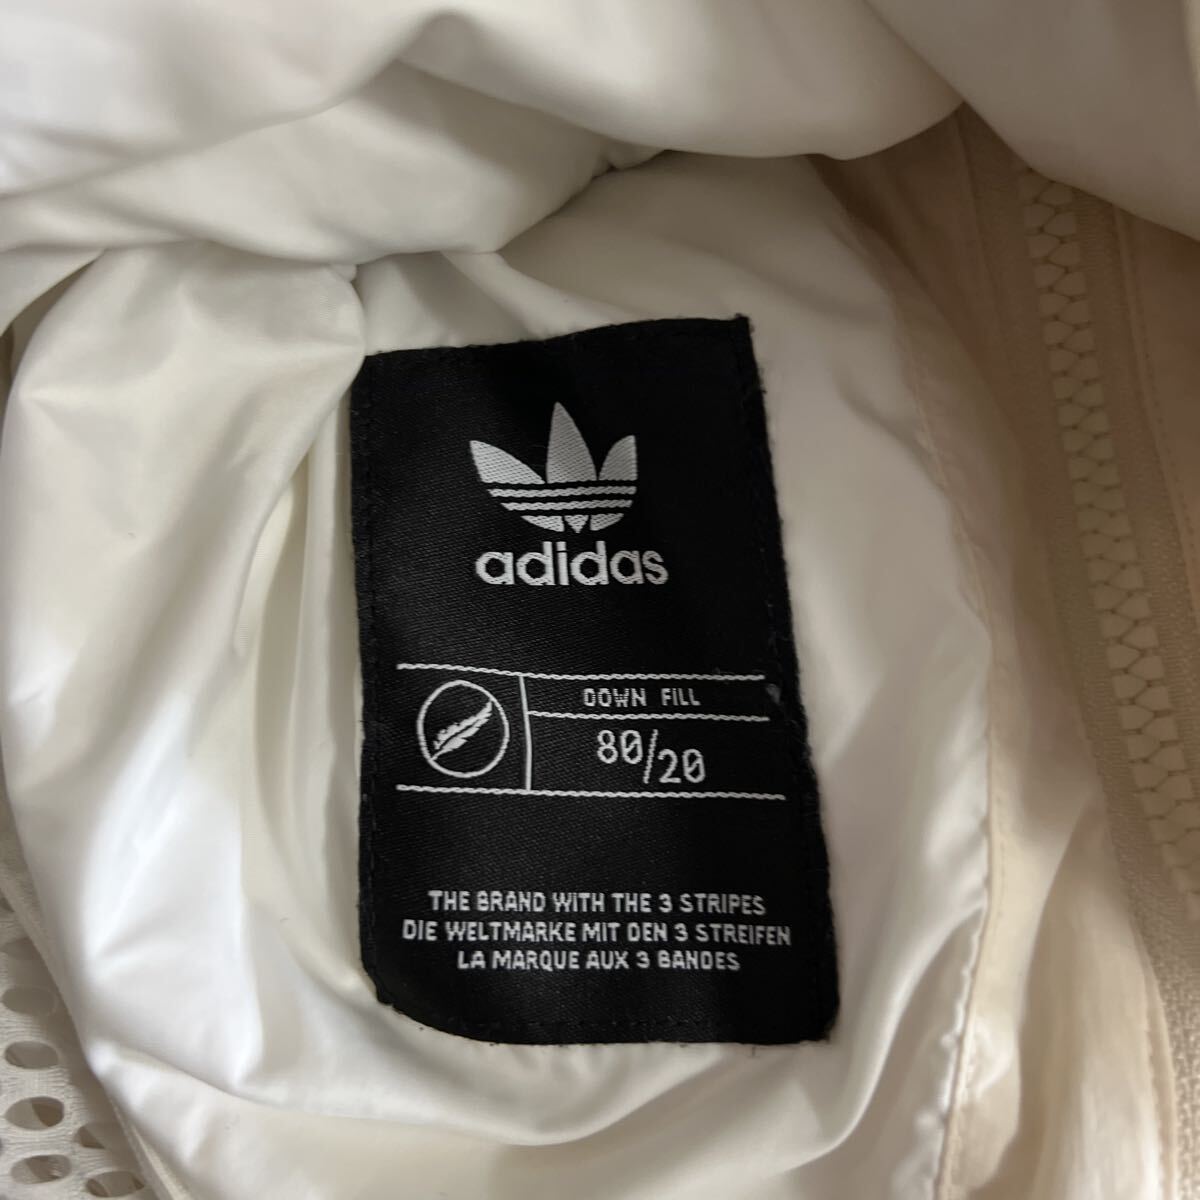 adidas
DOWN FILL
80/20
THE BRAND WITH THE 3 STRIPES
DIE WELTMARKE MIT DEN 3 STREIFEN
LA MARQUE AUX 3 BANDES